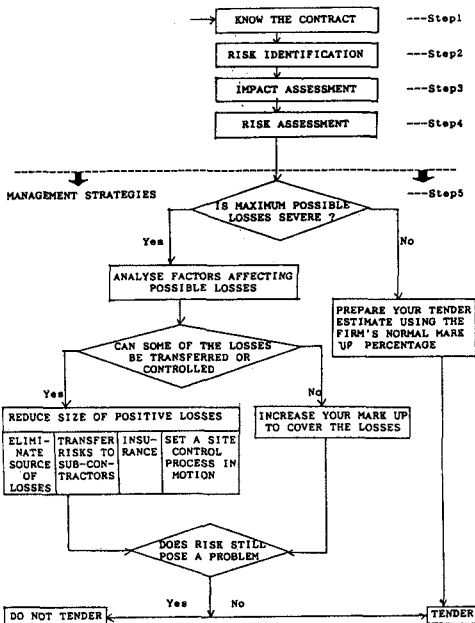 KNOW THE CONTRACT
---Step1
RISK IDENTIFICATION
---Step2
IMPACT ASSESSMENT
---Step3
RISK ASSESSMENT
---Step4
MANAGEMENT STRATEGIES
---Step5
IS MAXIMUM POSSIBLE
LOSSES SEVERE ?
Yes
No
ANALYSE FACTORS AFFECTING
POSSIBLE LOSSES
PREPARE YOUR TENDER
ESTIMATE USING THE
FIRM'S NORMAL MARK
UP PERCENTAGE
CAN SOME OF THE LOSSES
BE TRANSFERRED OR
CONTROLLED
Yes
No
REDUCE SIZE OF POSITIVE LOSSES
ELIMI-
NATE
SOURCE
OF
LOSSES
TRANSFER
RISKS TO
SUB-CON-
TRACTORS
INSU-
RANCE
SET A SITE
CONTROL
PROCESS IN
MOTION
INCREASE YOUR MARK UP
TO COVER THE LOSSES
DOES RISK STILL
POSE A PROBLEM
Yes
No
DO NOT TENDER
TENDER